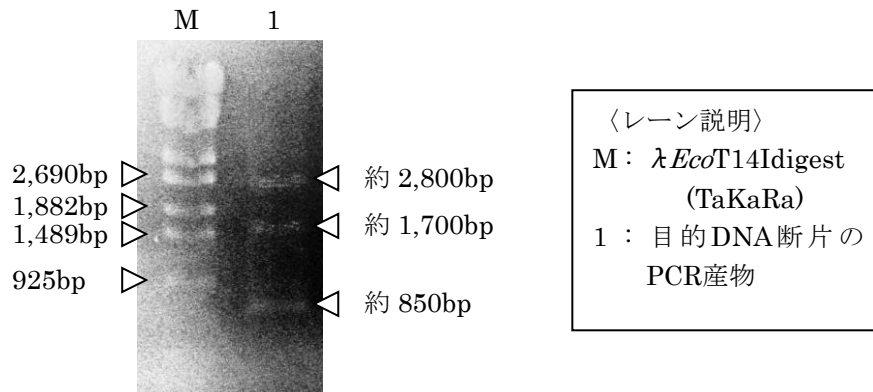 M 1
2,690bp
1,882bp
1,489bp
925bp
約 2,800bp
約 1,700bp
約 850bp
〈レーン説明〉
M： λEcoT14Idigest
(TaKaRa)
1 ：目的DNA断片の
PCR産物